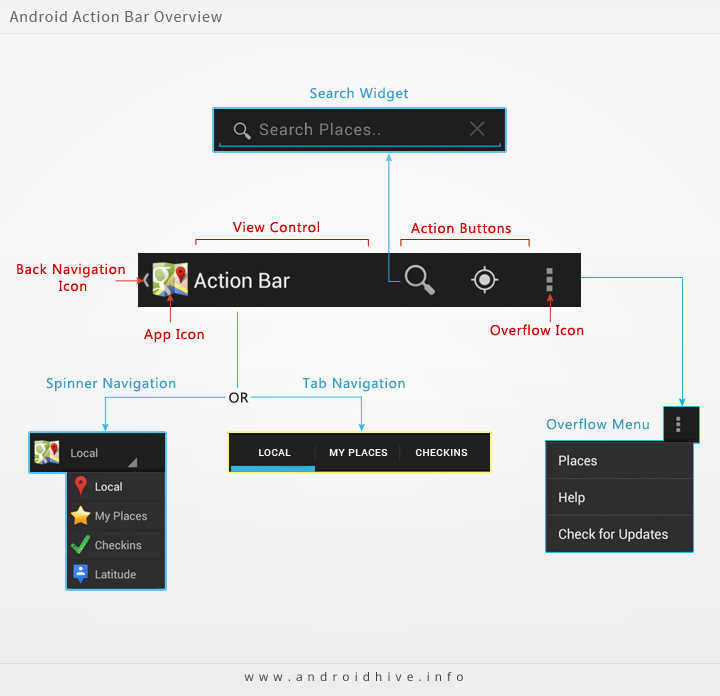 Android Action Bar Overview
Search Widget
Search Places..
View Control
Action Buttons
Back Navigation
Icon
Action Bar
App Icon
Overflow Icon
Spinner Navigation
OR
Tab Navigation
Overflow Menu
Local
LOCAL
MY PLACES
CHECKINS
Places
Help
Check for Updates
Local
My Places
Checkins
Latitude
www.androidhive.info